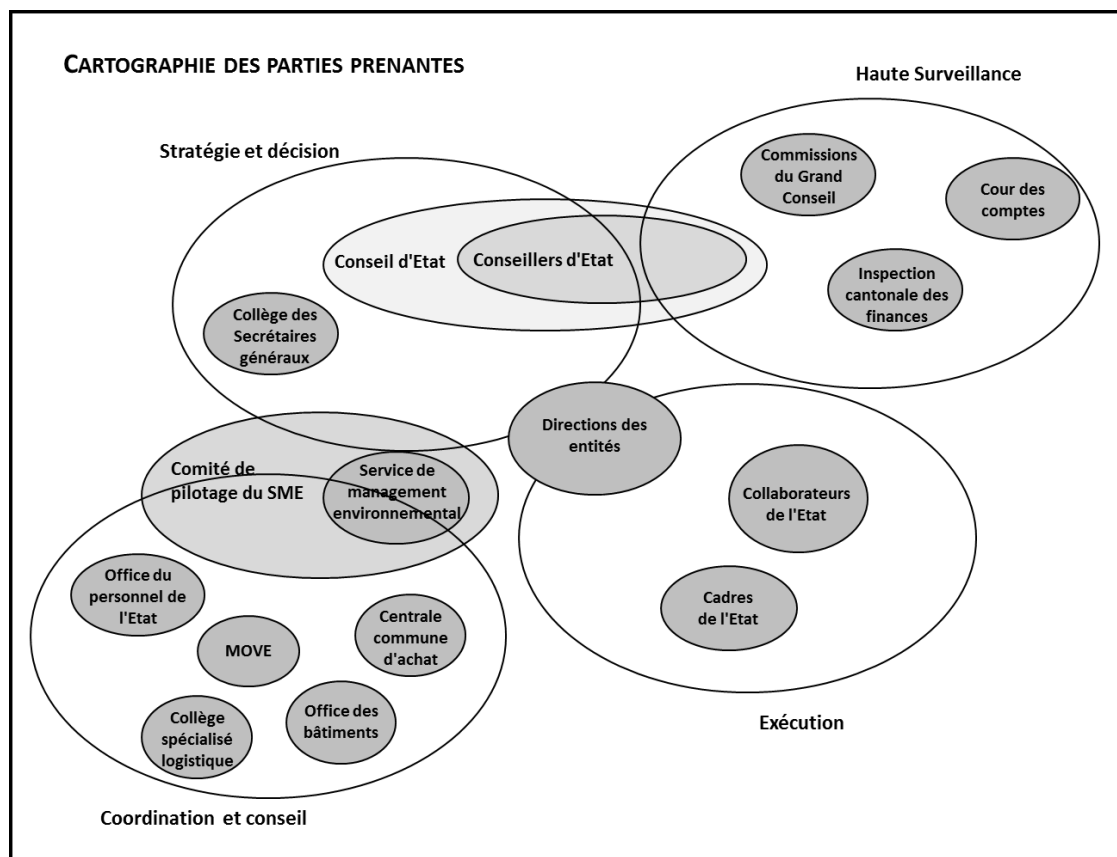 CARTOGRAPHIE DES PARTIES PRENANTES
Haute Surveillance
Stratégie et décision
Commissions
du Grand
Conseil
Cour des
comptes
Conseil d'Etat
Conseillers d'Etat
Inspection
cantonale des
finances
Collège des
Secrétaires
généraux
Directions des
entités
Comité de
pilotage du SME
Service de
management
environnemental
Collaborateurs
de l'Etat
Office du
personnel de
l'Etat
Cadres
de l'Etat
Centrale
commune
d'achat
MOVE
Collège
spécialisé
logistique
Office des
bâtiments
Exécution
Coordination et conseil